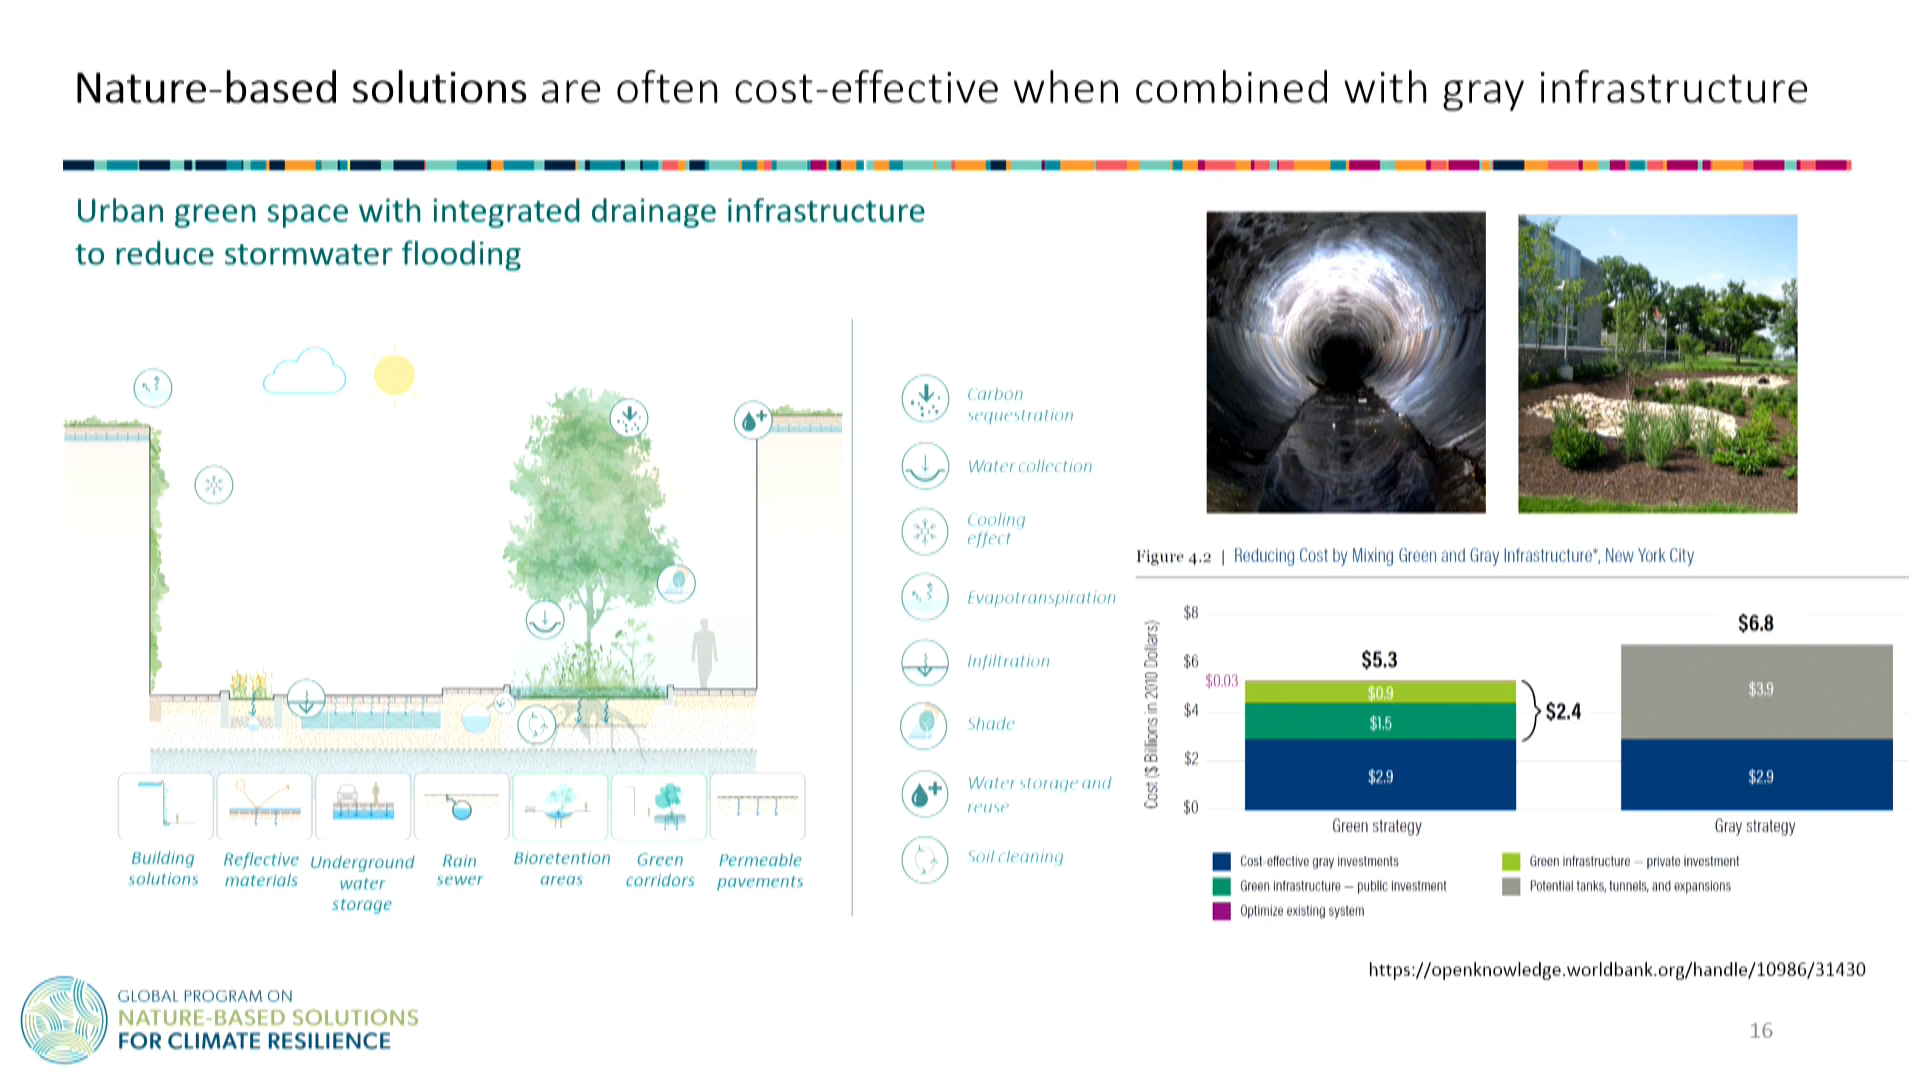 Nature-based solutions are often cost-effective when combined with gray infrastructure
Urban green space with integrated drainage infrastructure
to reduce stormwater flooding
Carbon
sequestration
Water collection
Cooling
effect
Evapotranspiration
Infiltration
Shade
Water storage and
reuse
Soil cleaning
Building
solutions
Reflective
materials
Underground
water
storage
Rain
sewer
Bioretention
areas
Green
corridors
Permeable
pavements
Figure 4.2 | Reducing Cost by Mixing Green and Gray Infrastructure*, New York City
Cost ($ Billions in 2010 Dollars)
$8
$6
$4
$2
$0
$0.03
$5.3
$0.9
$1.5
$2.9
$2.4
$6.8
$3.9
$2.9
Green strategy
Gray strategy
Cost-effective gray investments
Green infrastructure — private investment
Green infrastructure — public investment
Potential tanks, tunnels, and expansions
Optimize existing system
https://openknowledge.worldbank.org/handle/10986/31430
GLOBAL PROGRAM ON
NATURE-BASED SOLUTIONS
FOR CLIMATE RESILIENCE
16